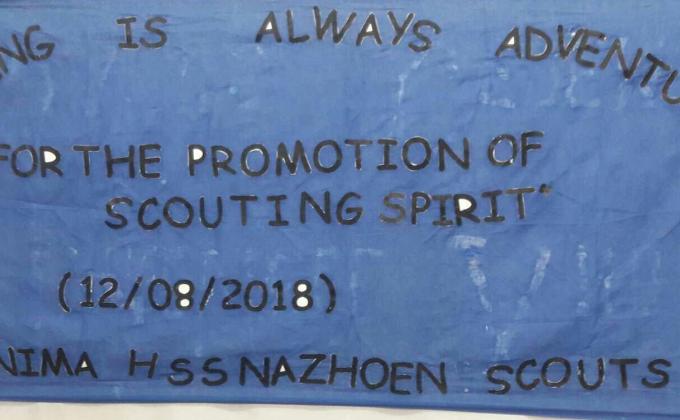 NG IS ALWAYS ADVENTU
FOR THE PROMOTION OF
SCOUTING SPIRIT"
(12/08/2018)
NIMA HSS NAZHOEN SCOUTS